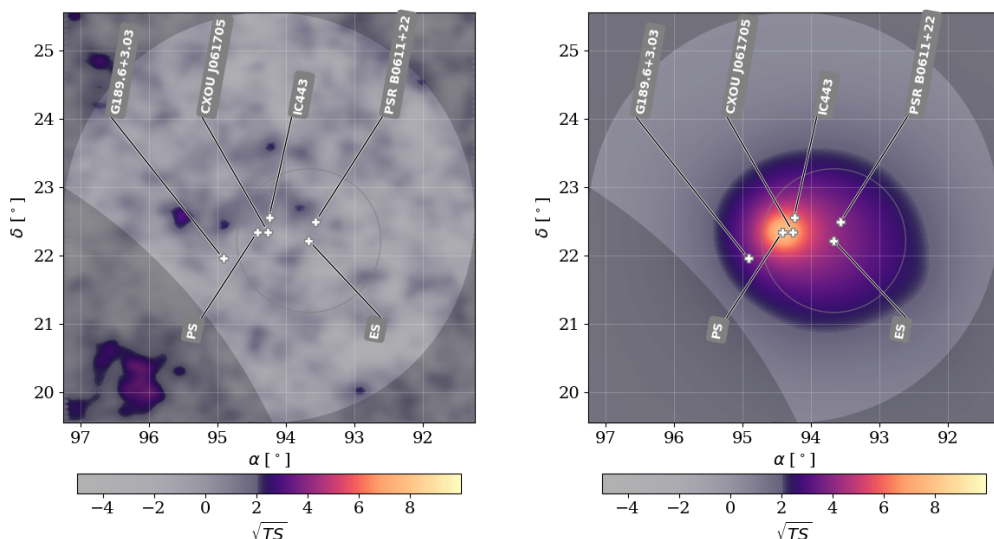 G189.6+3.03
CXOU J061705
IC443
PSR B0611+22
PS
ES
25
24
23
22
21
20
δ [°]
97 96 95 94 93 92
α [°]
−4 −2 0 2 4 6 8
√TS
G189.6+3.03
CXOU J061705
IC443
PSR B0611+22
PS
ES
25
24
23
22
21
20
δ [°]
97 96 95 94 93 92
α [°]
−4 −2 0 2 4 6 8
√TS